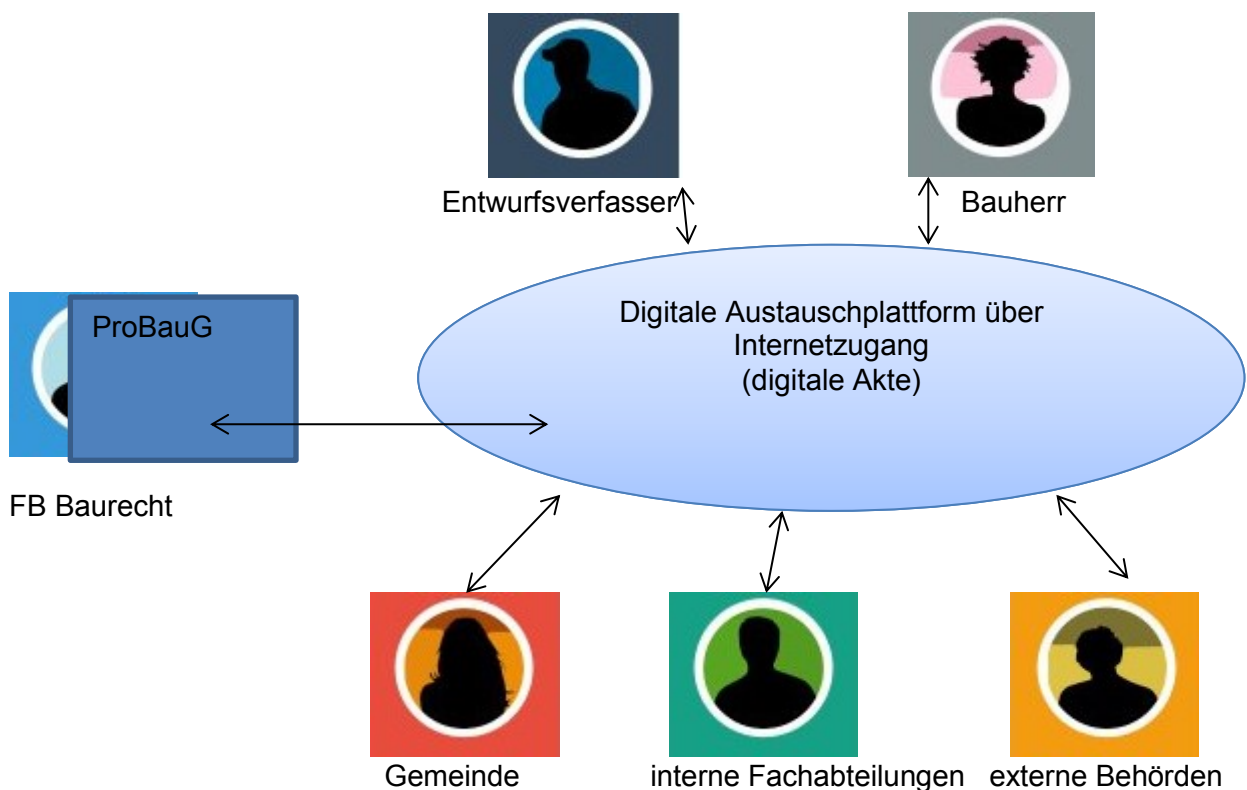 Entwurfsverfasser
Bauherr
Digitale Austauschplattform über
Internetzugang
(digitale Akte)
ProBauG
FB Baurecht
Gemeinde
interne Fachabteilungen
externe Behörden